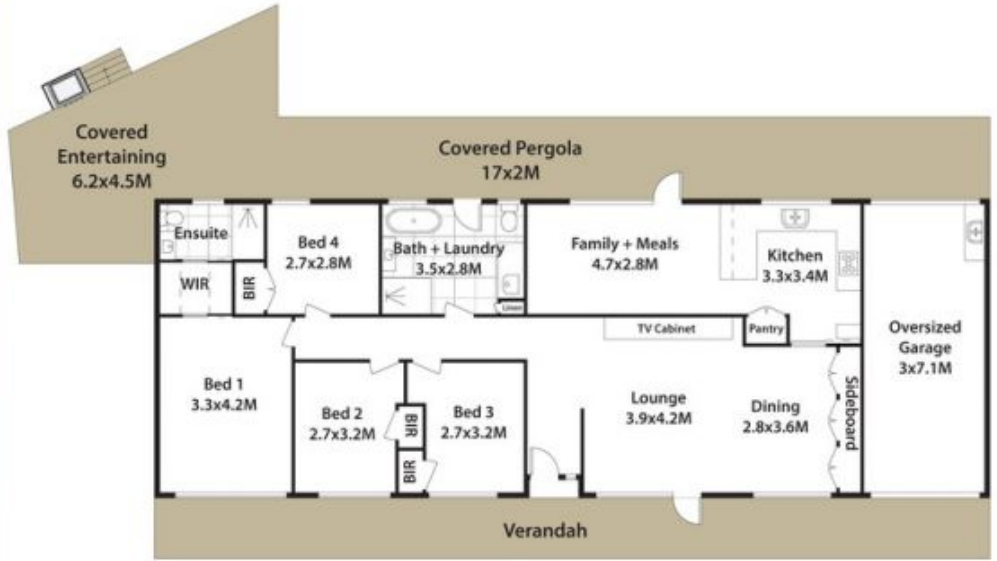 Covered
Entertaining
6.2x4.5M
Covered Pergola
17x2M
Ensuite
Bed 4
2.7x2.8M
Bath + Laundry
3.5x2.8M
Family + Meals
4.7x2.8M
Kitchen
3.3x3.4M
WIR
BIR
Linen
TV Cabinet
Pantry
Oversized
Garage
3x7.1M
Bed 1
3.3x4.2M
Bed 2
2.7x3.2M
BIR
BIR
Bed 3
2.7x3.2M
Lounge
3.9x4.2M
Dining
2.8x3.6M
Sideboard
Verandah